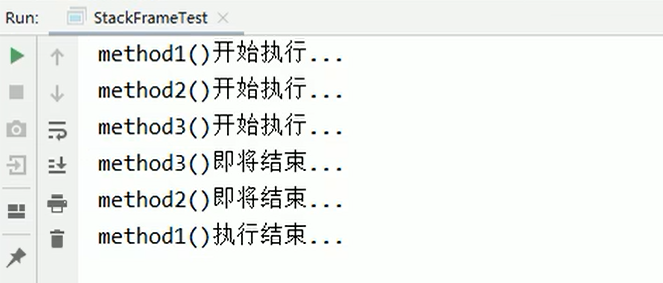 Run: StackFrameTest
method1()开始执行...
method2()开始执行...
method3()开始执行...
method3()即将结束...
method2()即将结束...
method1()执行结束...